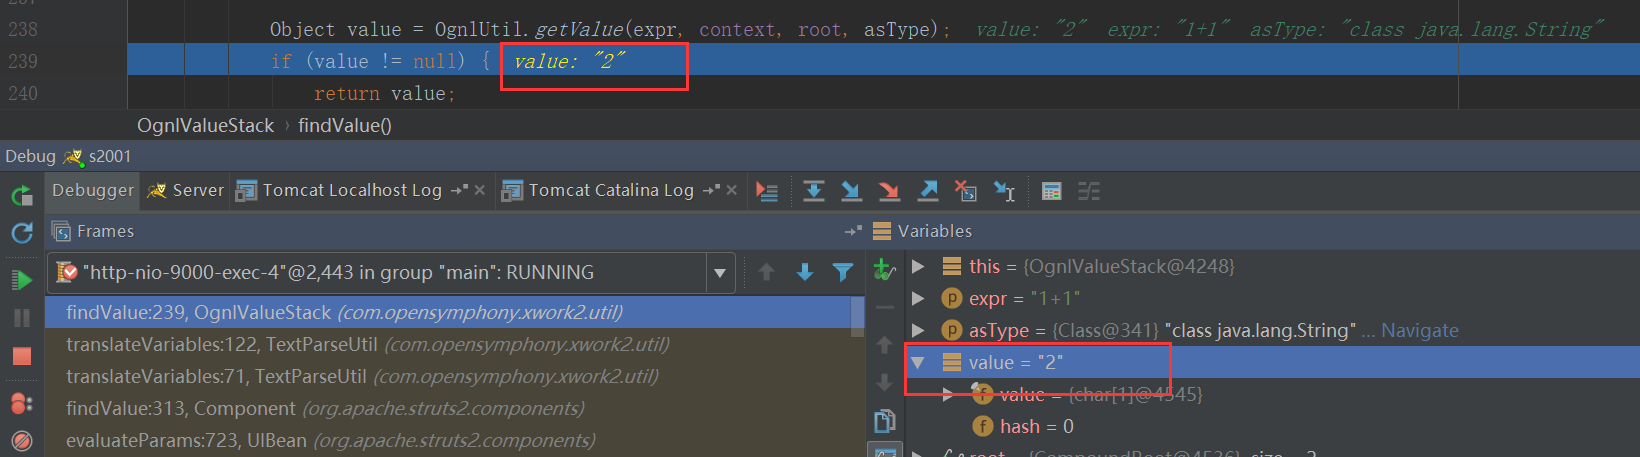 238 Object value = OgnlUtil.getValue(expr, context, root, asType); value: "2" expr: "1+1" asType: "class java.lang.String"
239 if (value != null) { value: "2"
240 return value;
OgnlValueStack › findValue()
Debug s2001
Debugger Server Tomcat Localhost Log Tomcat Catalina Log
Frames
Variables
"http-nio-9000-exec-4"@2,443 in group "main": RUNNING
findValue:239, OgnlValueStack (com.opensymphony.xwork2.util)
translateVariables:122, TextParseUtil (com.opensymphony.xwork2.util)
translateVariables:71, TextParseUtil (com.opensymphony.xwork2.util)
findValue:313, Component (org.apache.struts2.components)
evaluateParams:723, UIBean (org.apache.struts2.components)
this = {OgnlValueStack@4248}
p expr = "1+1"
p asType = {Class@341} "class java.lang.String" ... Navigate
value = "2"
f value = {char[1]@4545}
f hash = 0
root = {CompoundRoot@4536} size = 2